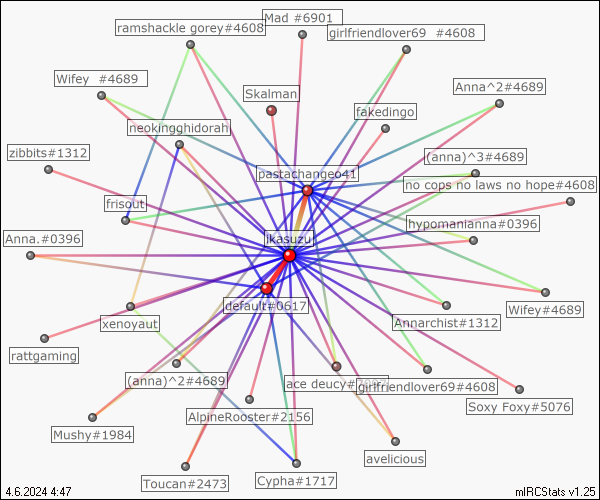 Mad #6901
ramshackle gorey#4608
girlfriendlover69 #4608
Wifey #4689
Skalman
Anna^2#4689
fakedingo
neokingghidorah
zibbits#1312
(anna)^3#4689
pastachangeo41
no cops no laws no hope#4608
frisout
hypomanianna#0396
Anna.#0396
ikasuzu
default#0617
Wifey#4689
xenoyaut
Annarchist#1312
rattgaming
(anna)^2#4689
ace deucy#
girlfriendlover69#4608
AlpineRooster#2156
Soxy Foxy#5076
Mushy#1984
avelicious
Toucan#2473
Cypha#1717
4.6.2024 4:47
mIRCStats v1.25